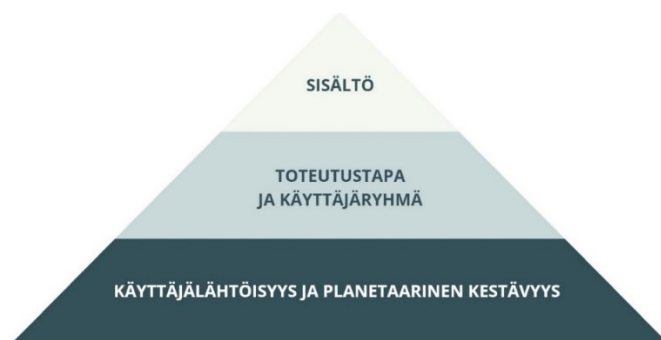 SISÄLTÖ
TOTEUTUSTAPA
JA KÄYTTÄJÄRYHMÄ
KÄYTTÄJÄLÄHTÖISYYS JA PLANETAARINEN KESTÄVYYS